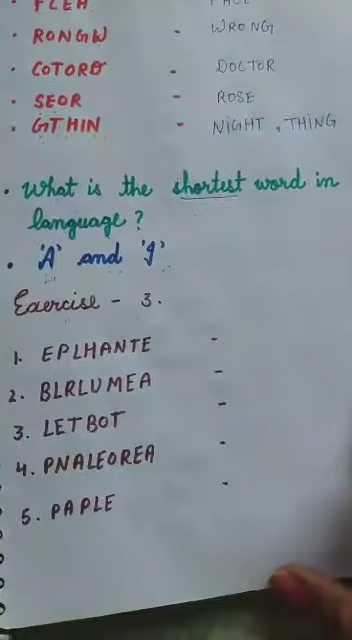 • RONGW - WRONG
• COTORD - DOCTOR
• SEOR - ROSE
• GTHIN - NIGHT, THING
• What is the shortest word in
language?
• 'A' and 'I'
Exercise - 3.
1. EPLHANTE -
2. BLRLUMEA -
3. LETBOT -
4. PNALEOREA -
5. PAPLE -